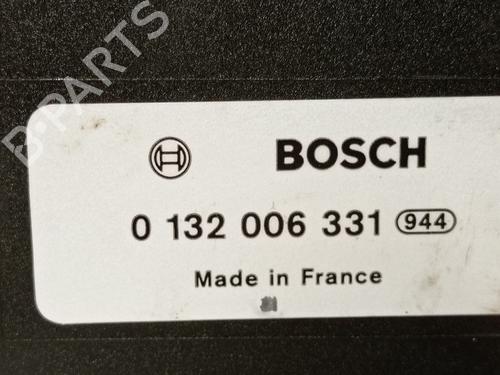 B-PARTS
BOSCH
0 132 006 331 944
Made in France